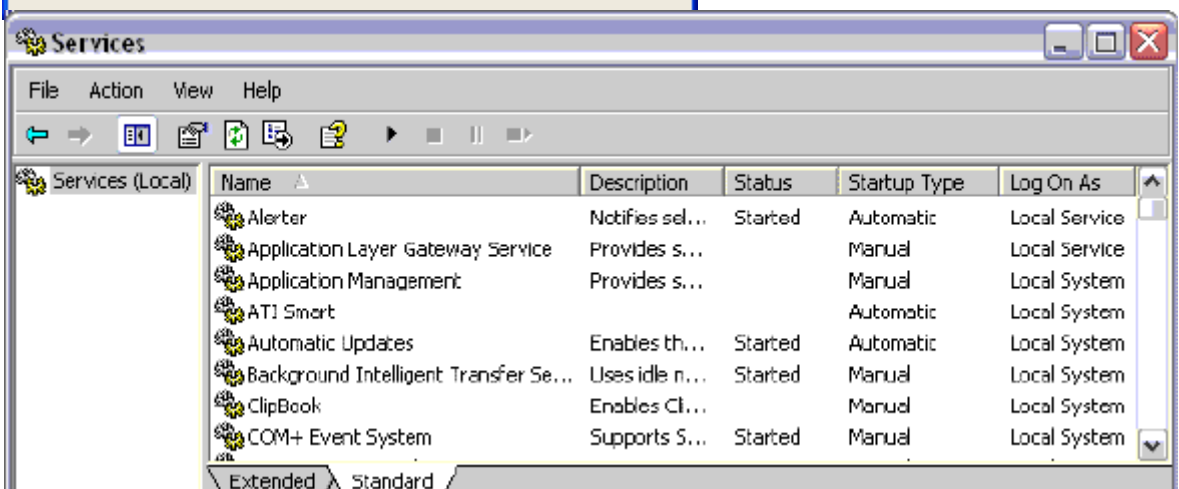 Services
File Action View Help
Services (Local)
Name Description Status Startup Type Log On As
Alerter Notifies sel... Started Automatic Local Service
Application Layer Gateway Service Provides s... Manual Local Service
Application Management Provides s... Manual Local System
ATI Smart Automatic Local System
Automatic Updates Enables th... Started Automatic Local System
Background Intelligent Transfer Se... Uses idle n... Started Manual Local System
ClipBook Enables Cli... Manual Local System
COM+ Event System Supports S... Started Manual Local System
Extended Standard